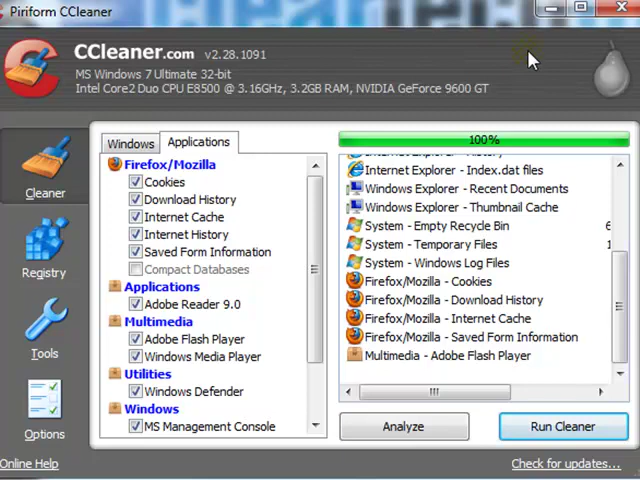 Piriform CCleaner
CCleaner.com v2.28.1091
MS Windows 7 Ultimate 32-bit
Intel Core2 Duo CPU E8500 @ 3.16GHz, 3.2GB RAM, NVIDIA GeForce 9600 GT
Cleaner
Registry
Tools
Options
Windows
Applications
Firefox/Mozilla
Cookies
Download History
Internet Cache
Internet History
Saved Form Information
Compact Databases
Applications
Adobe Reader 9.0
Multimedia
Adobe Flash Player
Windows Media Player
Utilities
Windows Defender
Windows
MS Management Console
100%
Internet Explorer - Index.dat files
Windows Explorer - Recent Documents
Windows Explorer - Thumbnail Cache
System - Empty Recycle Bin 6
System - Temporary Files 1
System - Windows Log Files
Firefox/Mozilla - Cookies
Firefox/Mozilla - Download History
Firefox/Mozilla - Internet Cache
Firefox/Mozilla - Saved Form Information
Multimedia - Adobe Flash Player
Analyze
Run Cleaner
Online Help
Check for updates...